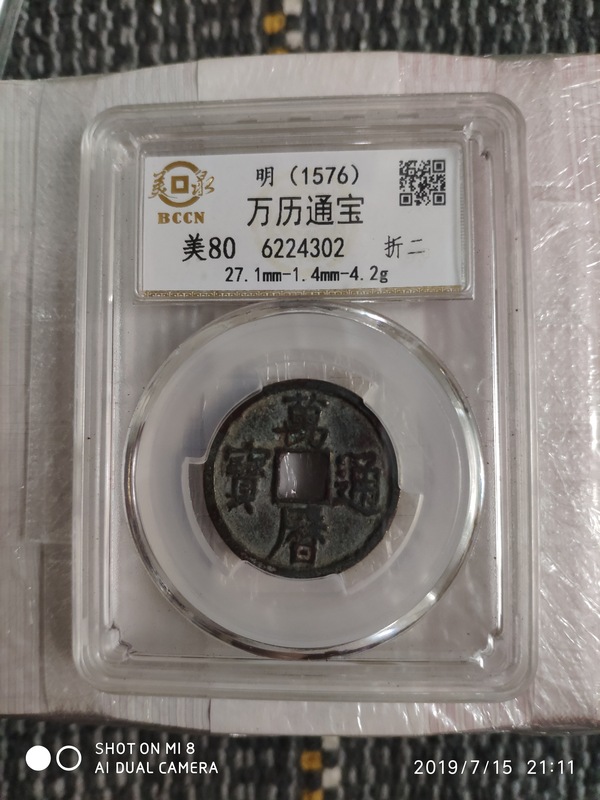 美泉
BCCN
明（1576）
万历通宝
美80 6224302 折二
27.1mm-1.4mm-4.2g
萬
寶 通
曆
SHOT ON MI 8
AI DUAL CAMERA
2019/7/15 21:11